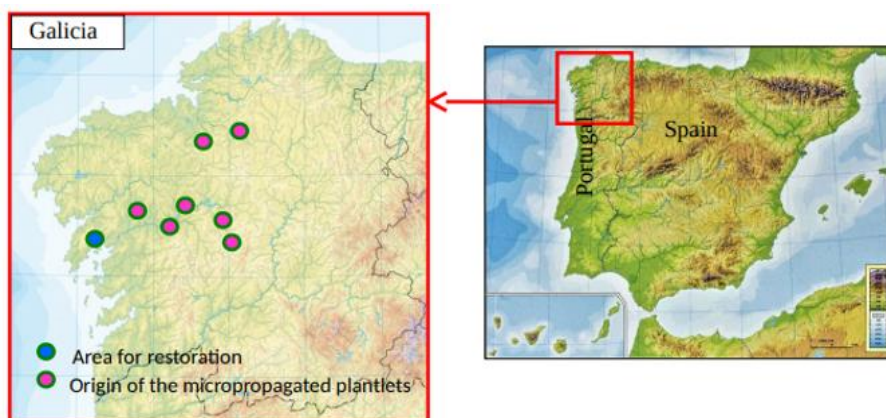 Galicia
Area for restoration
Origin of the micropropagated plantlets
Portugal
Spain